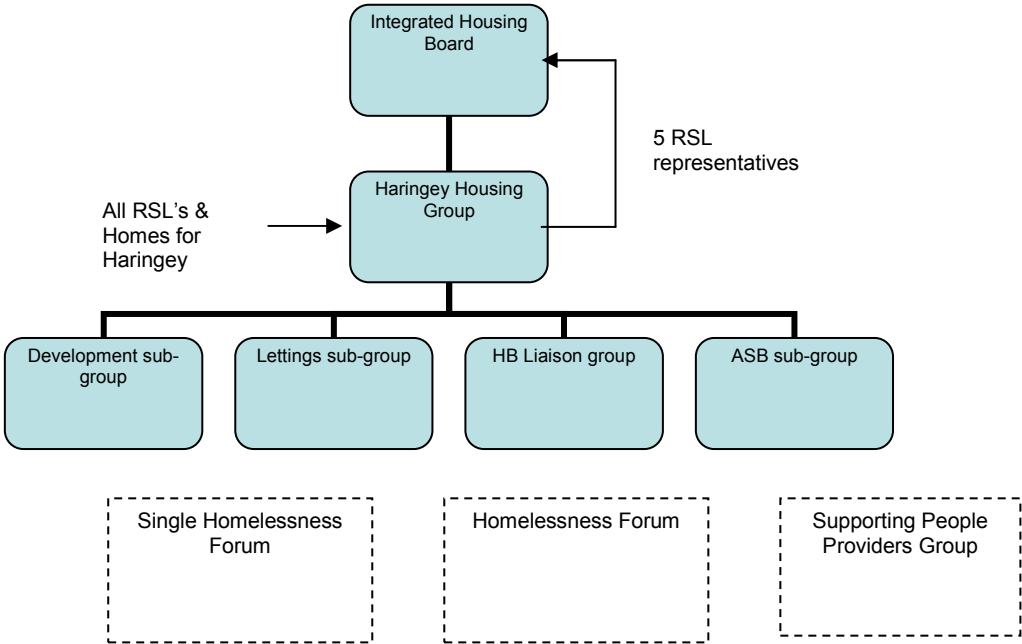 Integrated Housing
Board
5 RSL
representatives
Haringey Housing
Group
All RSL's &
Homes for
Haringey
Development sub-
group
Lettings sub-group
HB Liaison group
ASB sub-group
Single Homelessness
Forum
Homelessness Forum
Supporting People
Providers Group